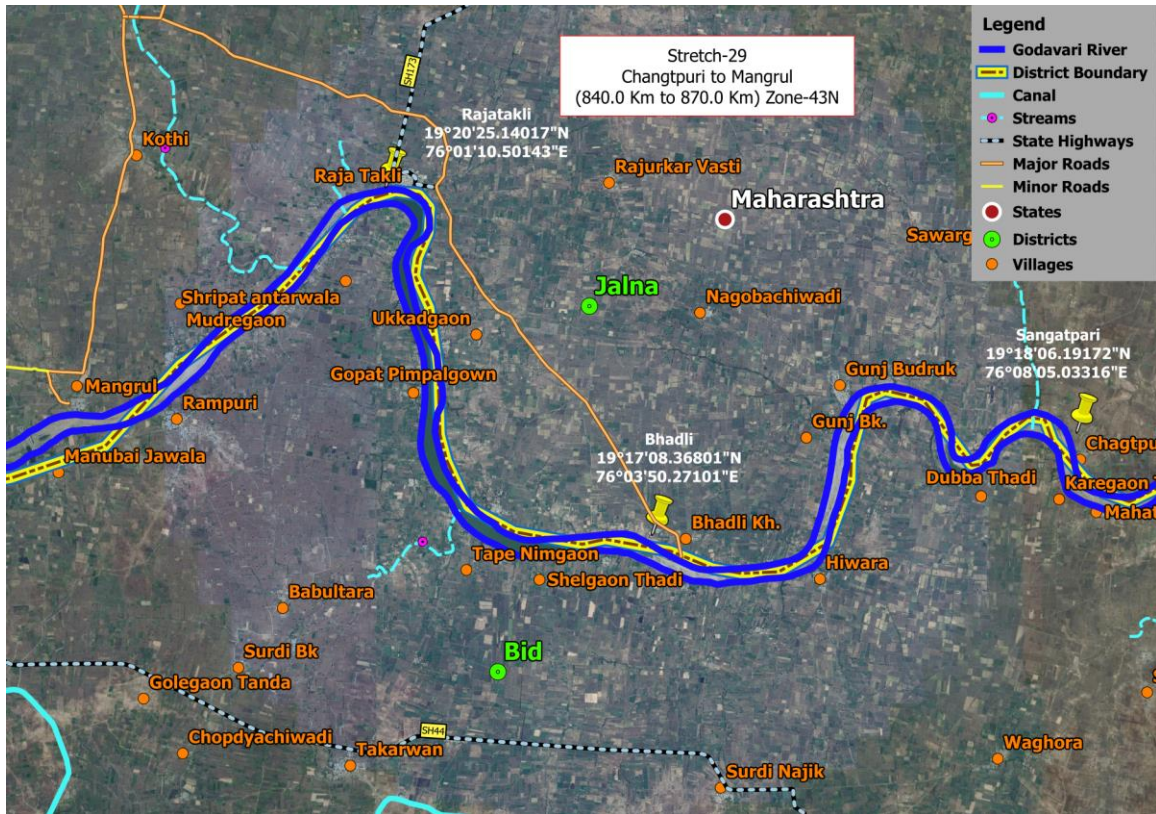 Stretch-29
Changtpuri to Mangrul
(840.0 Km to 870.0 Km) Zone-43N
Legend
Godavari River
District Boundary
Canal
Streams
State Highways
Major Roads
Minor Roads
States
Districts
Villages
SH173
Rajatakli
19°20'25.14017"N
76°01'10.50143"E
Kothi
Raja Takli
Rajurkar Vasti
Maharashtra
Sawarg
Shripat antarwala
Mudregaon
Jalna
Nagobachiwadi
Ukkadgaon
Sangatpari
19°18'06.19172"N
76°08'05.03316"E
Gopat Pimpalgown
Gunj Budruk
Mangrul
Rampuri
Gunj Bk.
Bhadli
19°17'08.36801"N
76°03'50.27101"E
Chagtpu
Manubai Jawala
Dubba Thadi
Karegaon T
Mahat
Bhadli Kh.
Tape Nimgaon
Shelgaon Thadi
Hiwara
Babultara
Bid
Surdi Bk
Golegaon Tanda
SH44
Chopdyachiwadi
Takarwan
Waghora
Surdi Najik